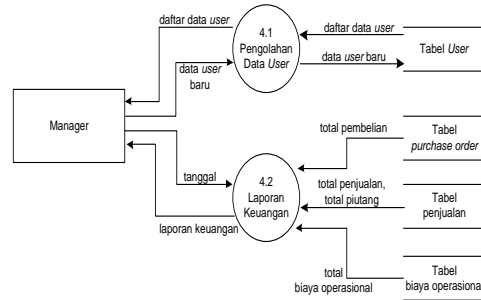 daftar data user
4.1
Pengolahan
Data User
daftar data user
data user baru
Tabel User
data user
baru
Manager
total pembelian
Tabel
purchase order
tanggal
4.2
Laporan
Keuangan
total penjualan,
total piutang
Tabel
penjualan
laporan keuangan
total
biaya operasional
Tabel
biaya operasional